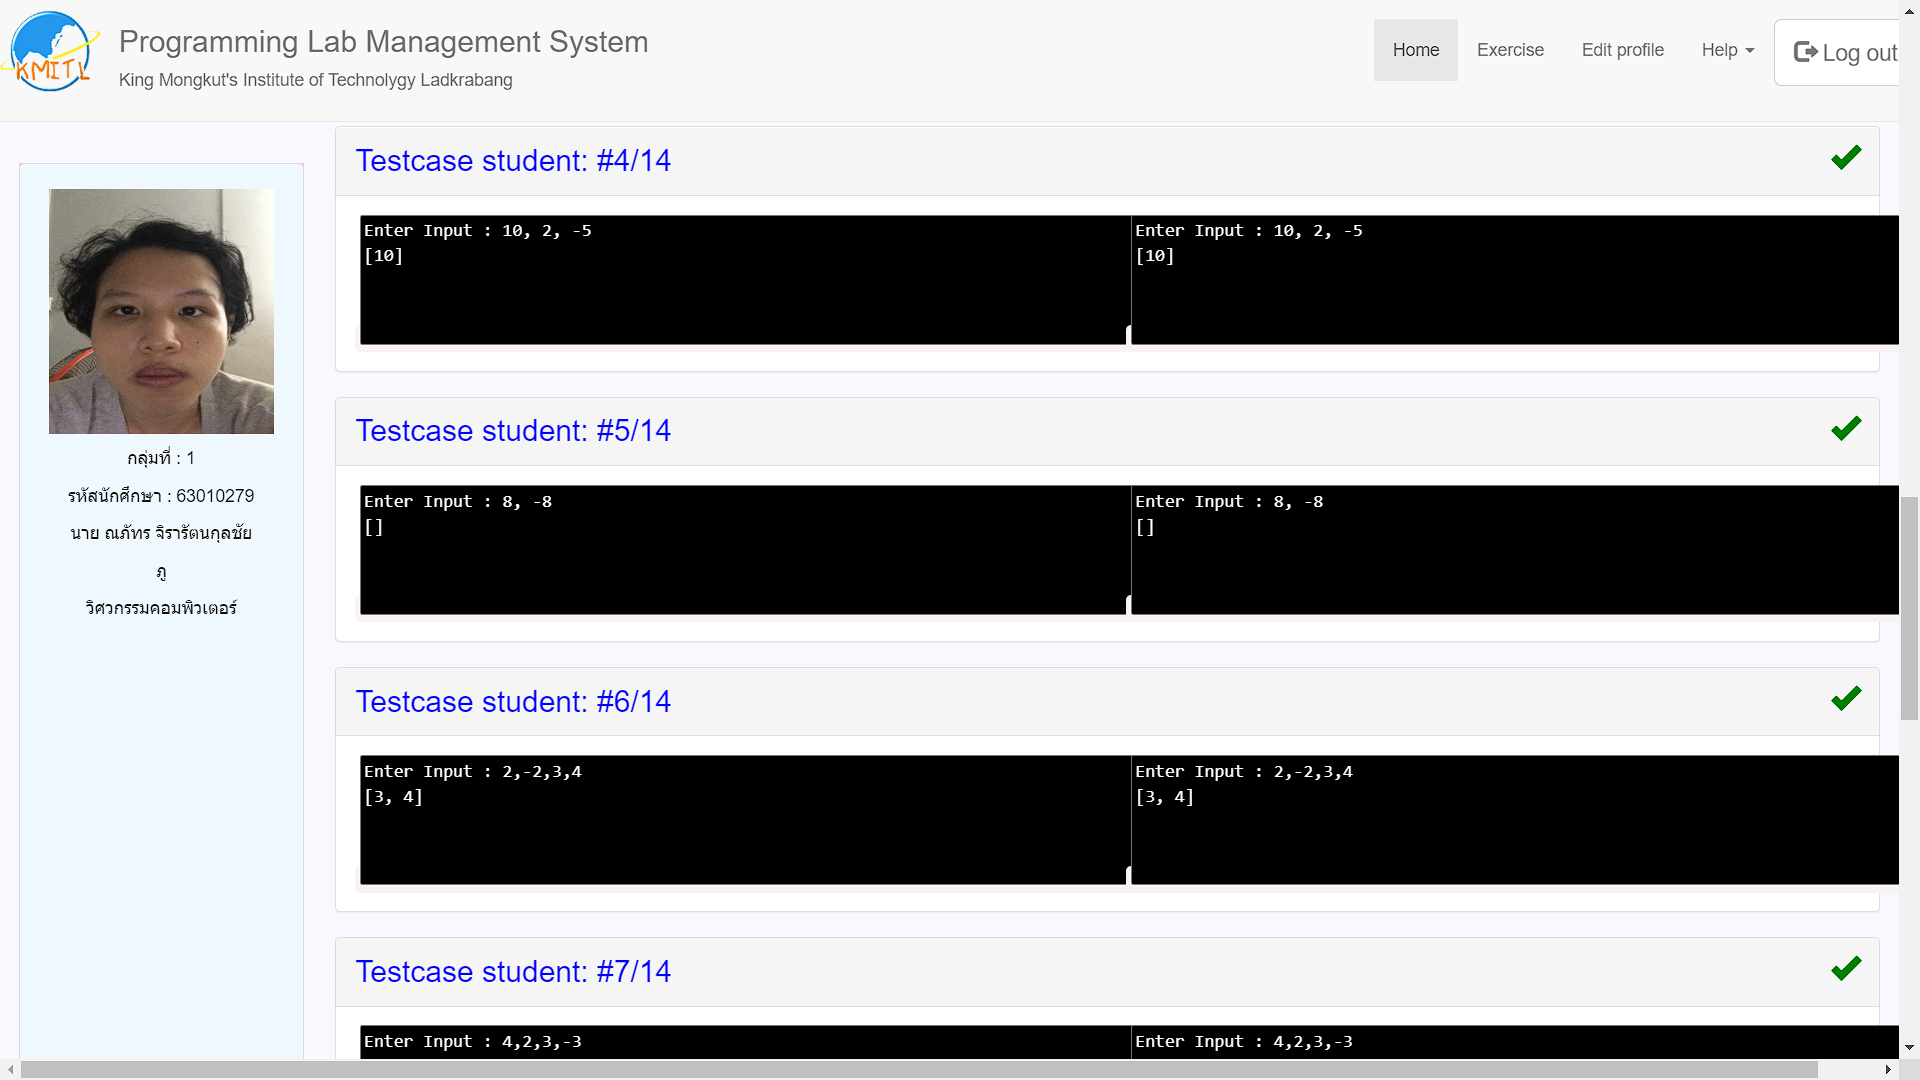 KMITL
Programming Lab Management System
King Mongkut's Institute of Technolygy Ladkrabang
Home
Exercise
Edit profile
Help
Log out
กลุ่มที่ : 1
รหัสนักศึกษา : 63010279
นาย ณภัทร จิรารัตนกุลชัย
ภู
วิศวกรรมคอมพิวเตอร์
Testcase student: #4/14
Enter Input : 10, 2, -5
[10]
Enter Input : 10, 2, -5
[10]
Testcase student: #5/14
Enter Input : 8, -8
[]
Enter Input : 8, -8
[]
Testcase student: #6/14
Enter Input : 2,-2,3,4
[3, 4]
Enter Input : 2,-2,3,4
[3, 4]
Testcase student: #7/14
Enter Input : 4,2,3,-3
Enter Input : 4,2,3,-3